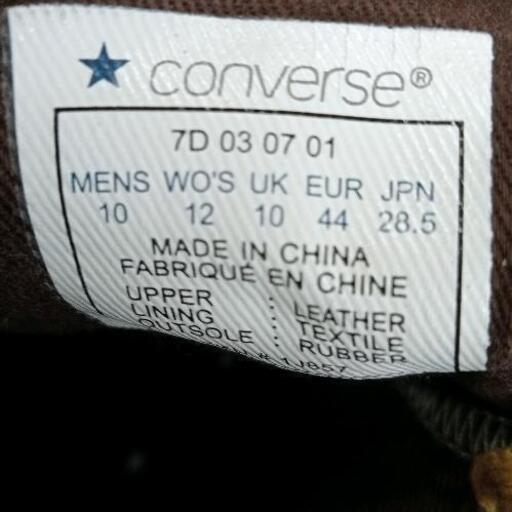 converse®
7D 03 07 01
MENS WO'S UK EUR JPN
10 12 10 44 28.5
MADE IN CHINA
FABRIQUÉ EN CHINE
UPPER : LEATHER
LINING : TEXTILE
OUTSOLE : RUBBER
# 1J857